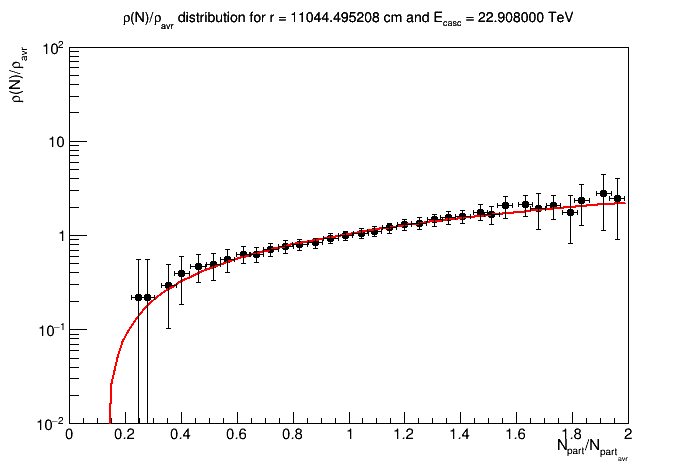 ρ(N)/ρavr distribution for r = 11044.495208 cm and Ecasc = 22.908000 TeV
ρ(N)/ρavr
10²
10
1
10⁻¹
10⁻²
0 0.2 0.4 0.6 0.8 1 1.2 1.4 1.6 1.8 2
Npart/Npartavr